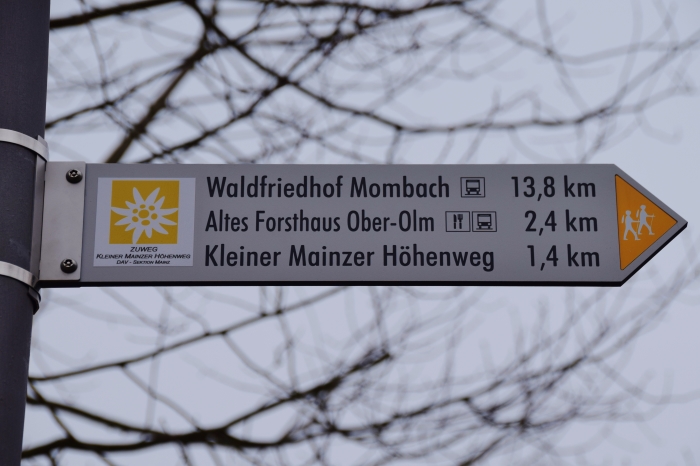 Waldfriedhof Mombach 13,8 km
Altes Forsthaus Ober-Olm 2,4 km
Kleiner Mainzer Höhenweg 1,4 km
ZUWEG
KLEINER MAINZER HÖHENWEG
DAV - SEKTION MAINZ